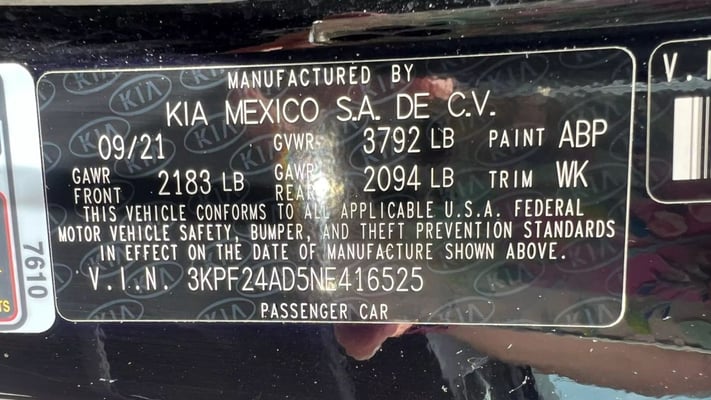 MANUFACTURED BY
KIA MEXICO S.A. DE C.V.
09/21 GVWR 3792 LB PAINT ABP
GAWR FRONT 2183 LB GAWR REAR 2094 LB TRIM WK
THIS VEHICLE CONFORMS TO ALL APPLICABLE U.S.A. FEDERAL
MOTOR VEHICLE SAFETY, BUMPER, AND THEFT PREVENTION STANDARDS
IN EFFECT ON THE DATE OF MANUFACTURE SHOWN ABOVE.
V.I.N. 3KPF24AD5NE416525
PASSENGER CAR
7610
V.I